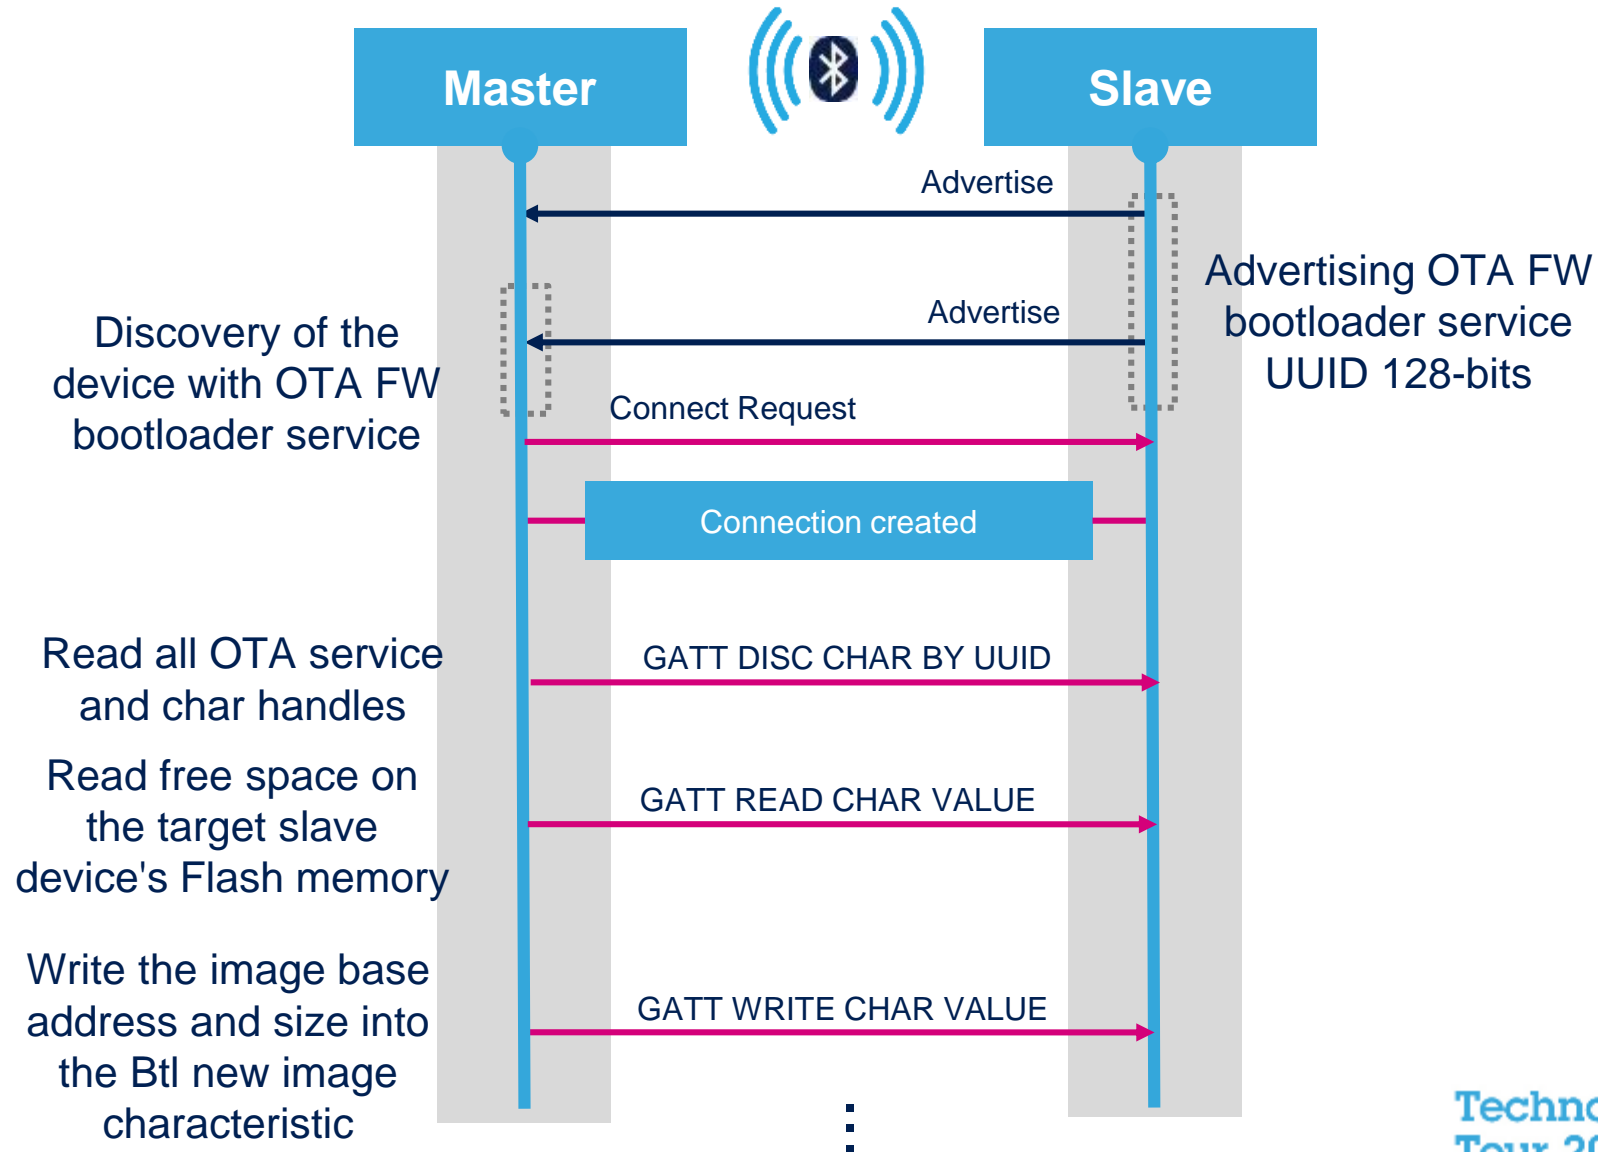 Master
Slave
Advertise
Advertising OTA FW
bootloader service
UUID 128-bits
Advertise
Discovery of the
device with OTA FW
bootloader service
Connect Request
Connection created
Read all OTA service
and char handles
GATT DISC CHAR BY UUID
Read free space on
the target slave
device's Flash memory
GATT READ CHAR VALUE
Write the image base
address and size into
the Btl new image
characteristic
GATT WRITE CHAR VALUE
Tour